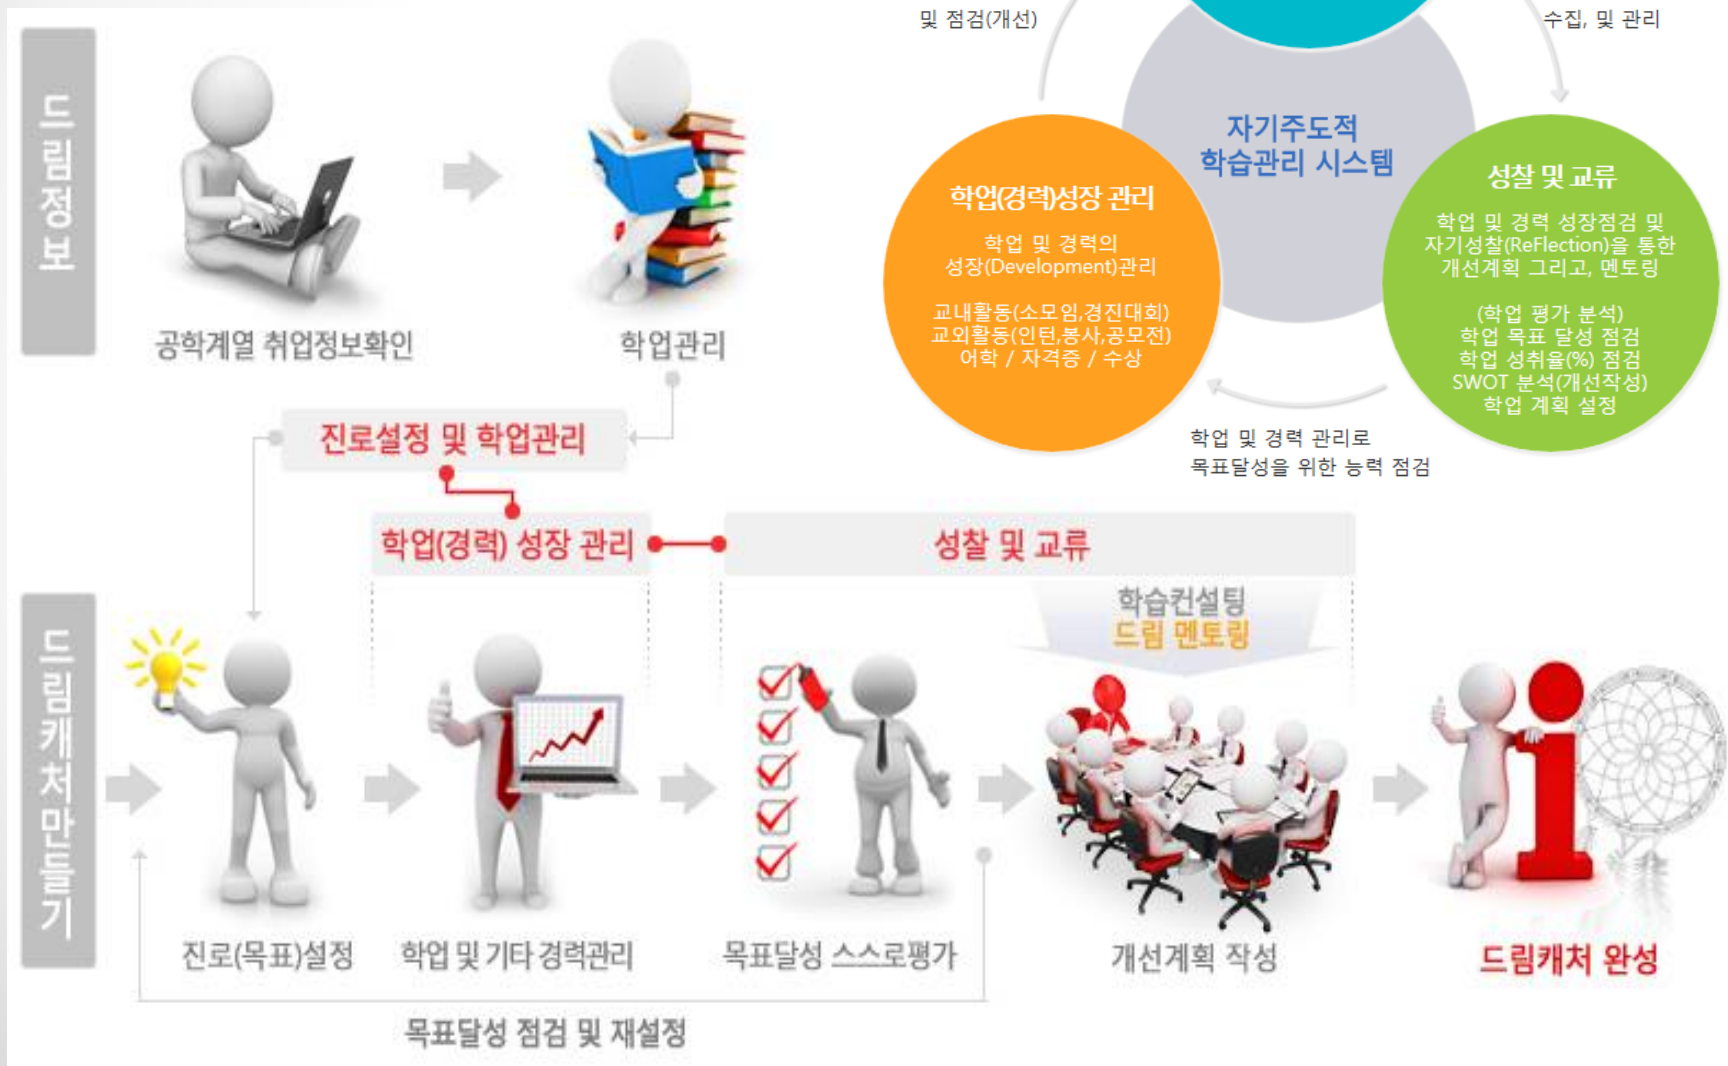 및 점검(개선)
수집, 및 관리
자기주도적
학습관리 시스템
학업(경력)성장 관리
학업 및 경력의
성장(Development)관리
교내활동(소모임,경진대회)
교외활동(인턴,봉사,공모전)
어학 / 자격증 / 수상
성찰 및 교류
학업 및 경력 성장점검 및
자기성찰(ReFlection)을 통한
개선계획 그리고, 멘토링
(학업 평가 분석)
학업 목표 달성 점검
학업 성취율(%) 점검
SWOT 분석(개선작성)
학업 계획 설정
학업 및 경력 관리로
목표달성을 위한 능력 점검
드림정보
공학계열 취업정보확인
학업관리
진로설정 및 학업관리
학업(경력) 성장 관리
성찰 및 교류
학습컨설팅
드림 멘토링
드림캐처만들기
진로(목표)설정
학업 및 기타 경력관리
목표달성 스스로평가
개선계획 작성
드림캐처 완성
목표달성 점검 및 재설정